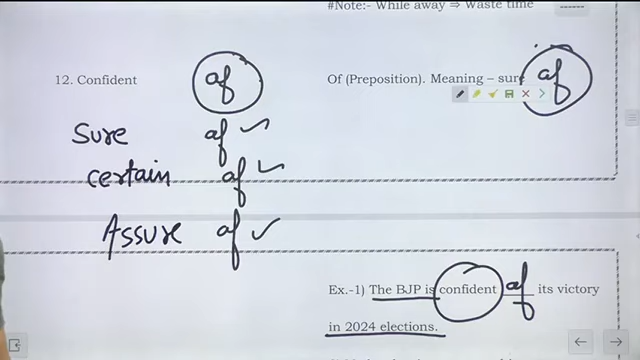 #Note:- While away ⇒ Waste time
12. Confident of
Of (Preposition). Meaning – sure of
Sure of ✓
certain of ✓
Assure of ✓
Ex.-1) The BJP is confident of its victory
in 2024 elections.